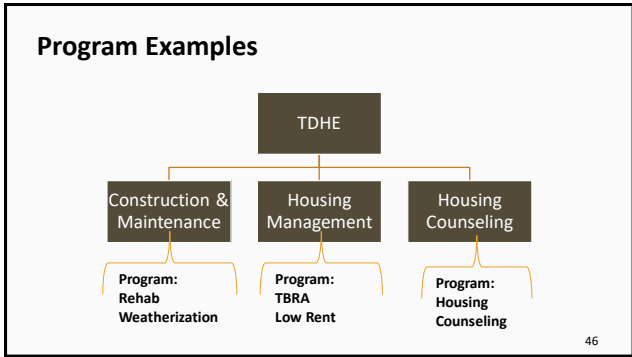 Program Examples
TDHE
Construction &
Maintenance
Housing
Management
Housing
Counseling
Program:
Rehab
Weatherization
Program:
TBRA
Low Rent
Program:
Housing
Counseling
46